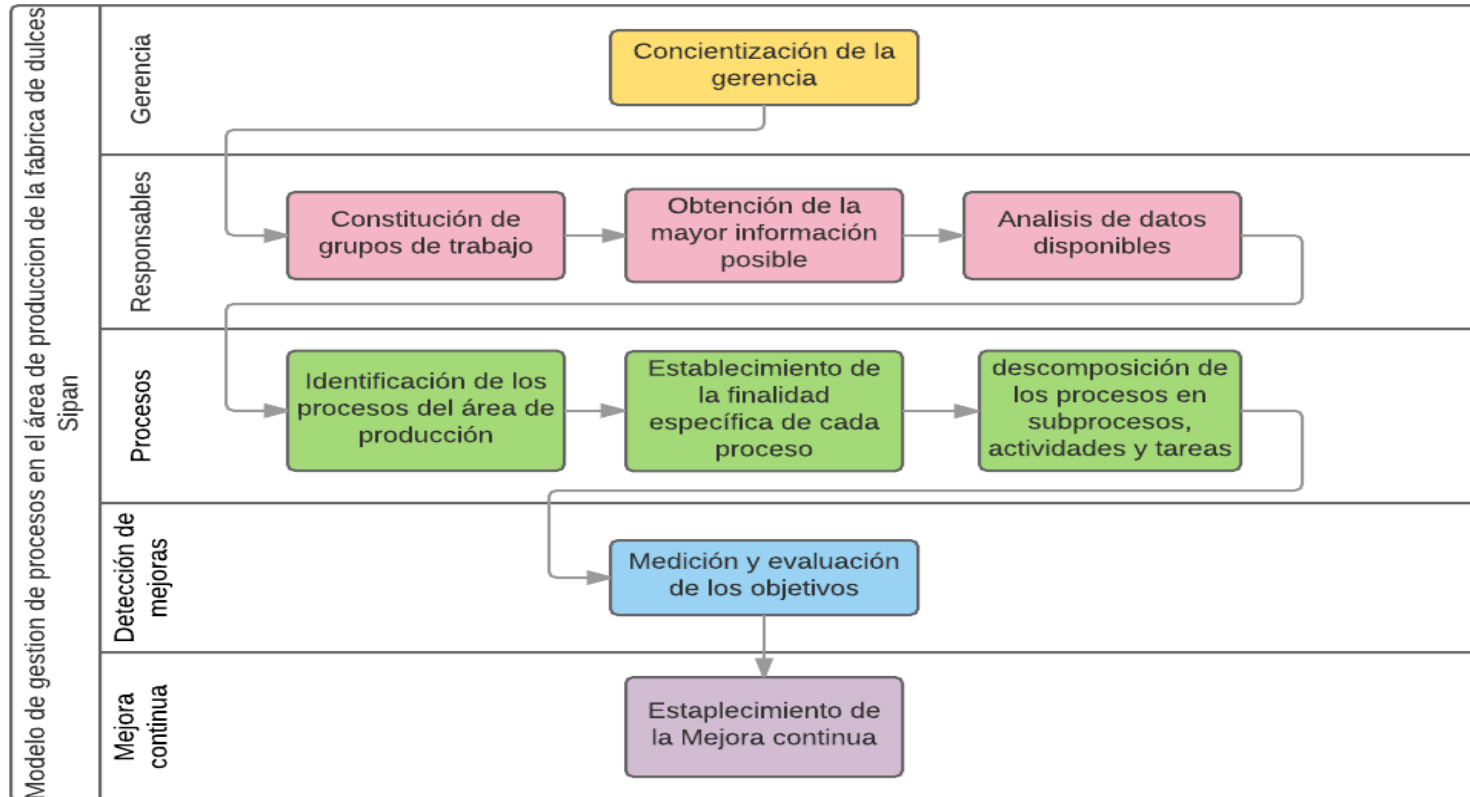 Modelo de gestion de procesos en el área de produccion de la fabrica de dulces
Sipan
Gerencia
Concientización de la
gerencia
Responsables
Constitución de
grupos de trabajo
Obtención de la
mayor información
posible
Analisis de datos
disponibles
Procesos
Identificación de los
procesos del área de
producción
Establecimiento de
la finalidad
específica de cada
proceso
descomposición de
los procesos en
subprocesos,
actividades y tareas
Detección de
mejoras
Medición y evaluación
de los objetivos
Mejora
continua
Estaplecimiento de
la Mejora continua